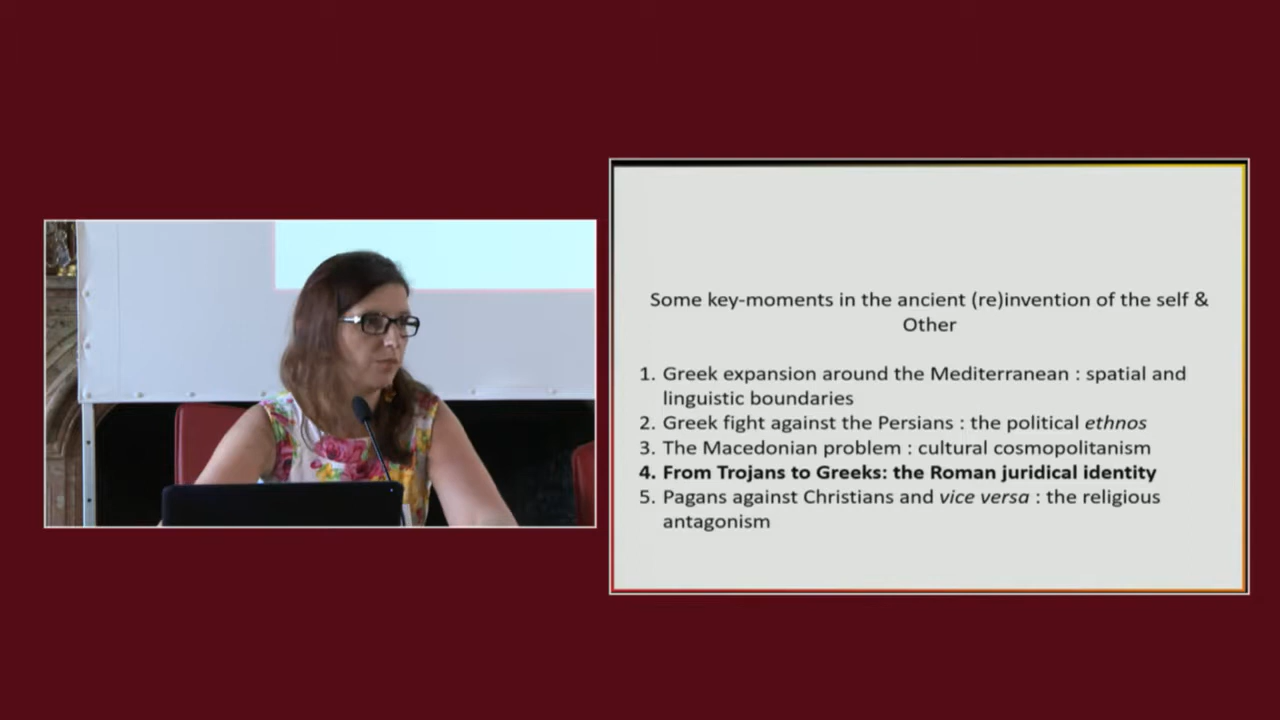 Some key-moments in the ancient (re)invention of the self &
Other
1. Greek expansion around the Mediterranean : spatial and
linguistic boundaries
2. Greek fight against the Persians : the political ethnos
3. The Macedonian problem : cultural cosmopolitanism
4. From Trojans to Greeks: the Roman juridical identity
5. Pagans against Christians and vice versa : the religious
antagonism